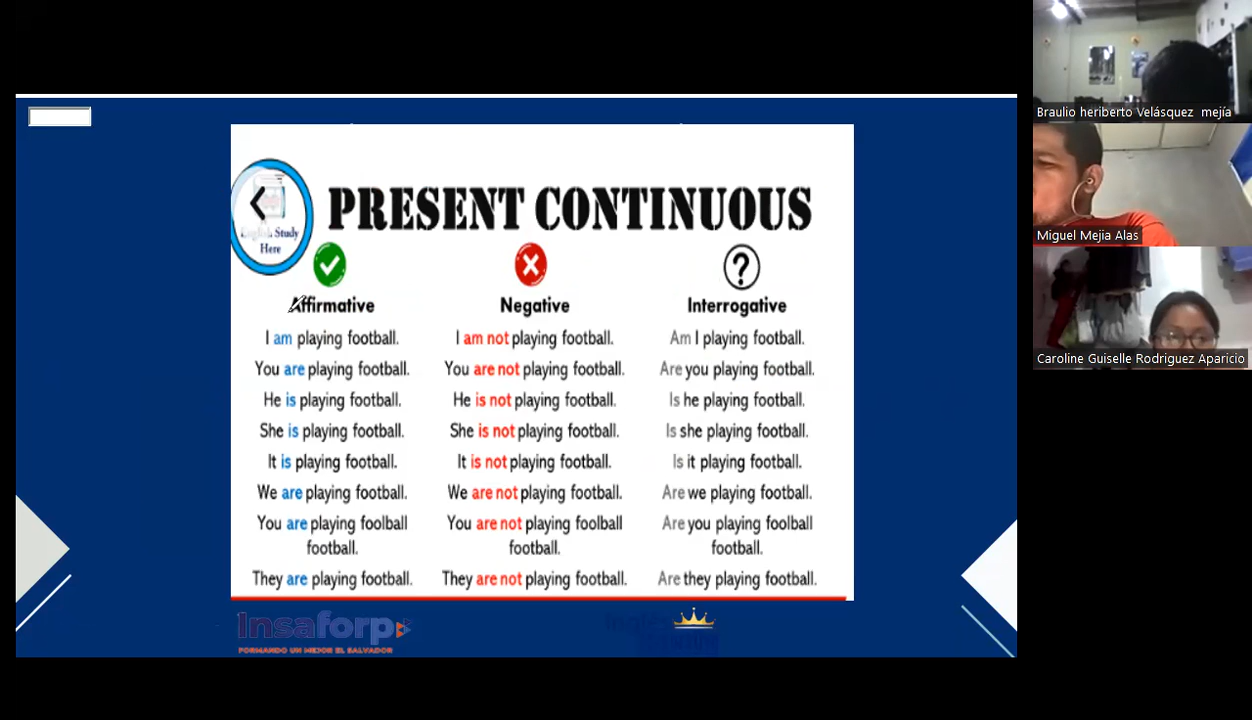 PRESENT CONTINUOUS
Study
Here
Affirmative
I am playing football.
You are playing football.
He is playing football.
She is playing football.
It is playing football.
We are playing football.
You are playing foolball
football.
They are playing football.
Negative
I am not playing football.
You are not playing football.
He is not playing football.
She is not playing football.
It is not playing football.
We are not playing football.
You are not playing foolball
football.
They are not playing football.
Interrogative
Am I playing football.
Are you playing football.
Is he playing football.
Is she playing football.
Is it playing football.
Are we playing football.
Are you playing foolball
football.
Are they playing football.
Insaforp
FORMANDO UN MEJOR EL SALVADOR
Braulio heriberto Velásquez mejía
Miguel Mejia Alas
Caroline Guiselle Rodriguez Aparicio